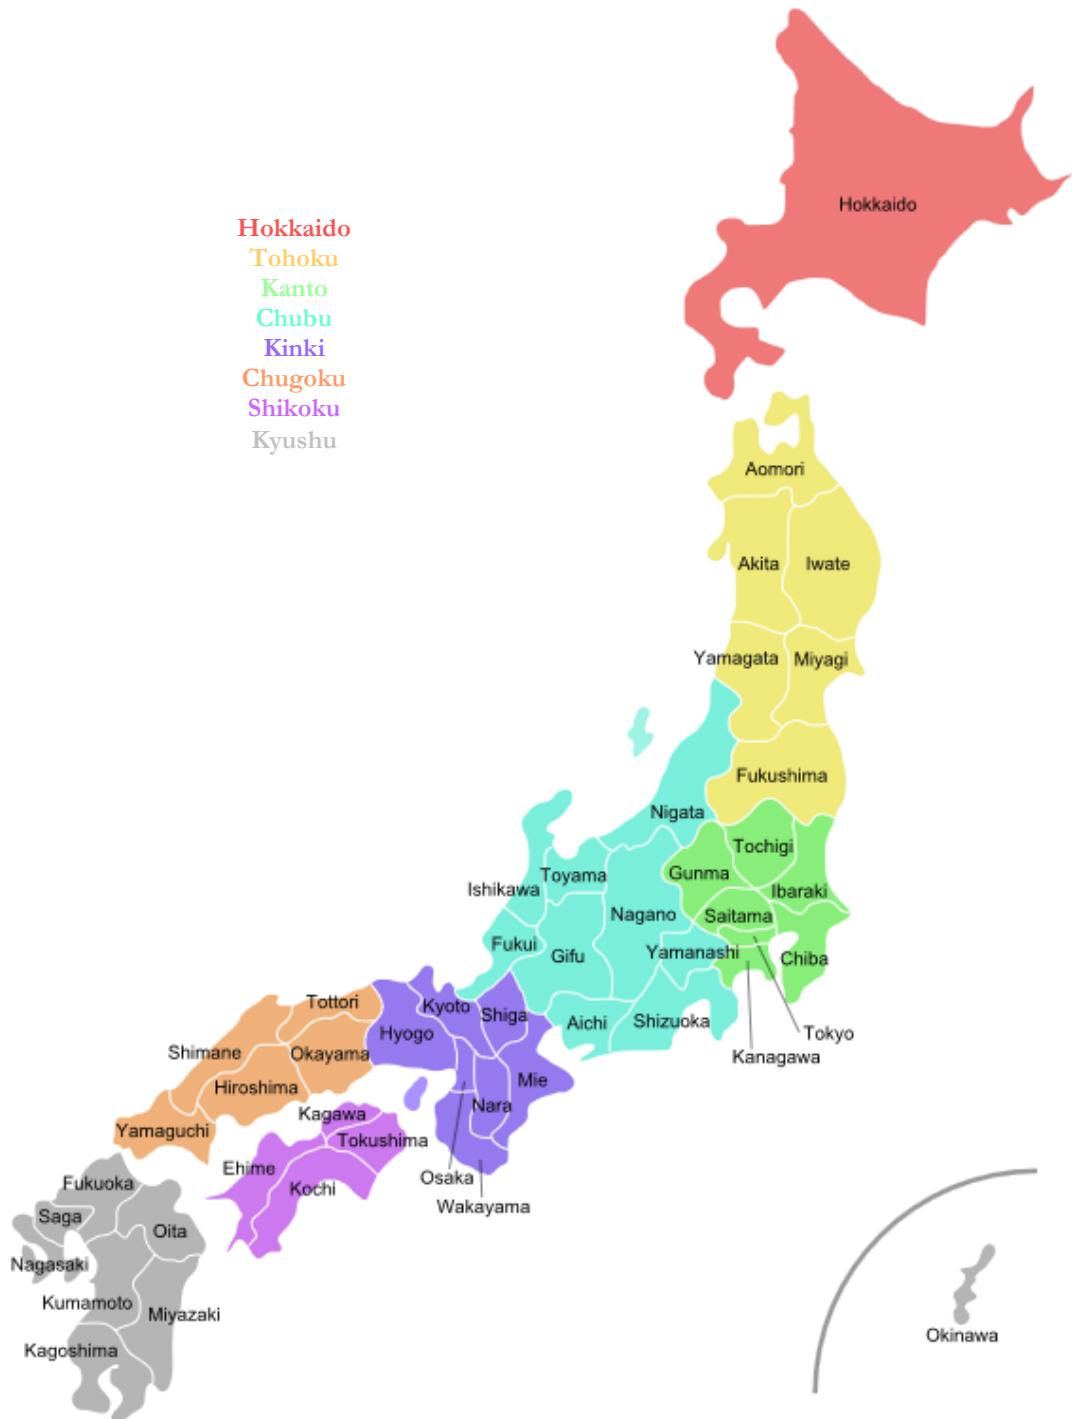 Hokkaido
Hokkaido
Tohoku
Kanto
Chubu
Kinki
Chugoku
Shikoku
Kyushu
Aomori
Akita
Iwate
Yamagata
Miyagi
Fukushima
Nigata
Tochigi
Gunma
Toyama
Ishikawa
Ibaraki
Nagano
Saitama
Fukui
Gifu
Yamanashi
Chiba
Tottori
Kyoto
Shiga
Aichi
Shizuoka
Hyogo
Tokyo
Shimane
Okayama
Kanagawa
Hiroshima
Mie
Nara
Kagawa
Yamaguchi
Tokushima
Ehime
Osaka
Fukuoka
Kochi
Wakayama
Saga
Oita
Nagasaki
Kumamoto
Miyazaki
Okinawa
Kagoshima